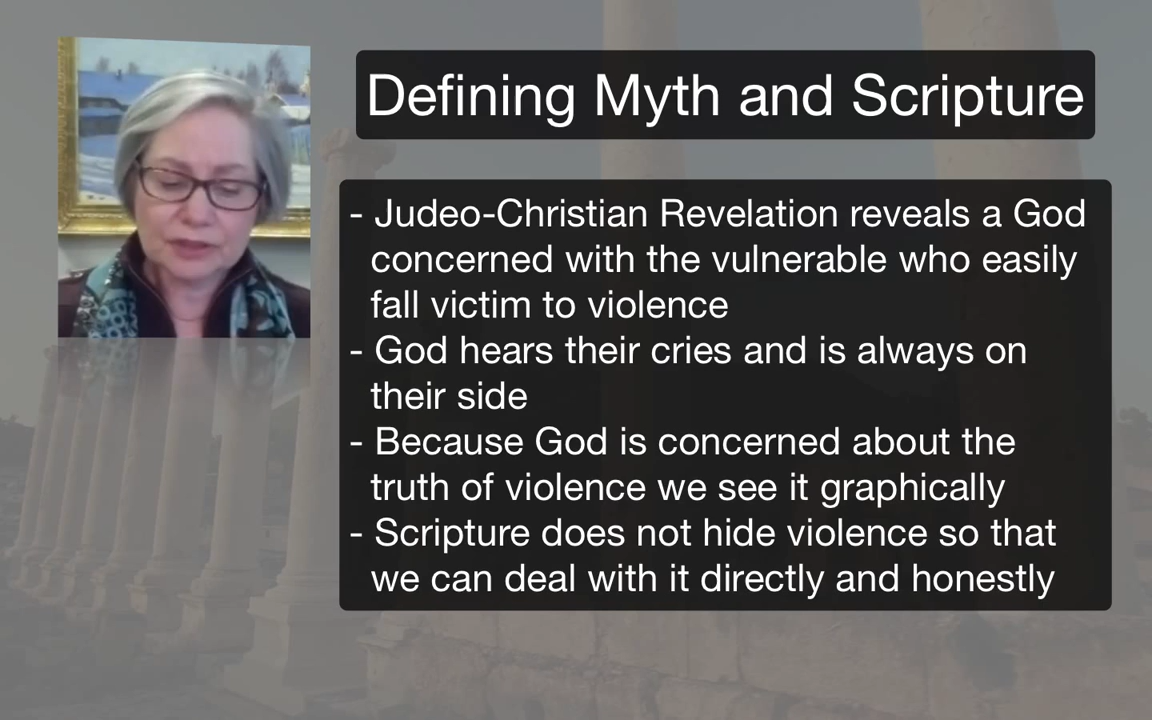 Defining Myth and Scripture
- Judeo-Christian Revelation reveals a God
concerned with the vulnerable who easily
fall victim to violence
- God hears their cries and is always on
their side
- Because God is concerned about the
truth of violence we see it graphically
- Scripture does not hide violence so that
we can deal with it directly and honestly